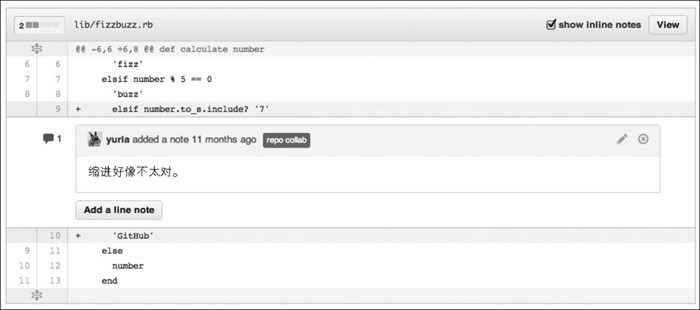 2 lib/fizzbuzz.rb show inline notes View
@@ -6,6 +6,8 @@ def calculate number
6 6 'fizz'
7 7 elsif number % 5 == 0
8 8 'buzz'
9 + elsif number.to_s.include? '7'
1 yuria added a note 11 months ago repo collab
缩进好像不太对。
Add a line note
10 + 'GitHub'
9 11 else
10 12 number
11 13 end